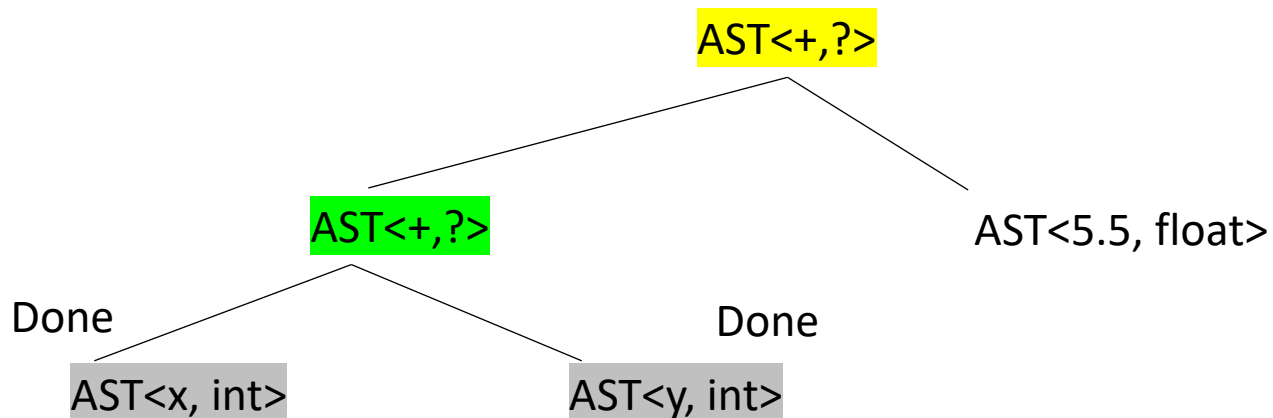 AST<+,?>
AST<+,?>
AST<5.5, float>
Done
Done
AST<x, int>
AST<y, int>